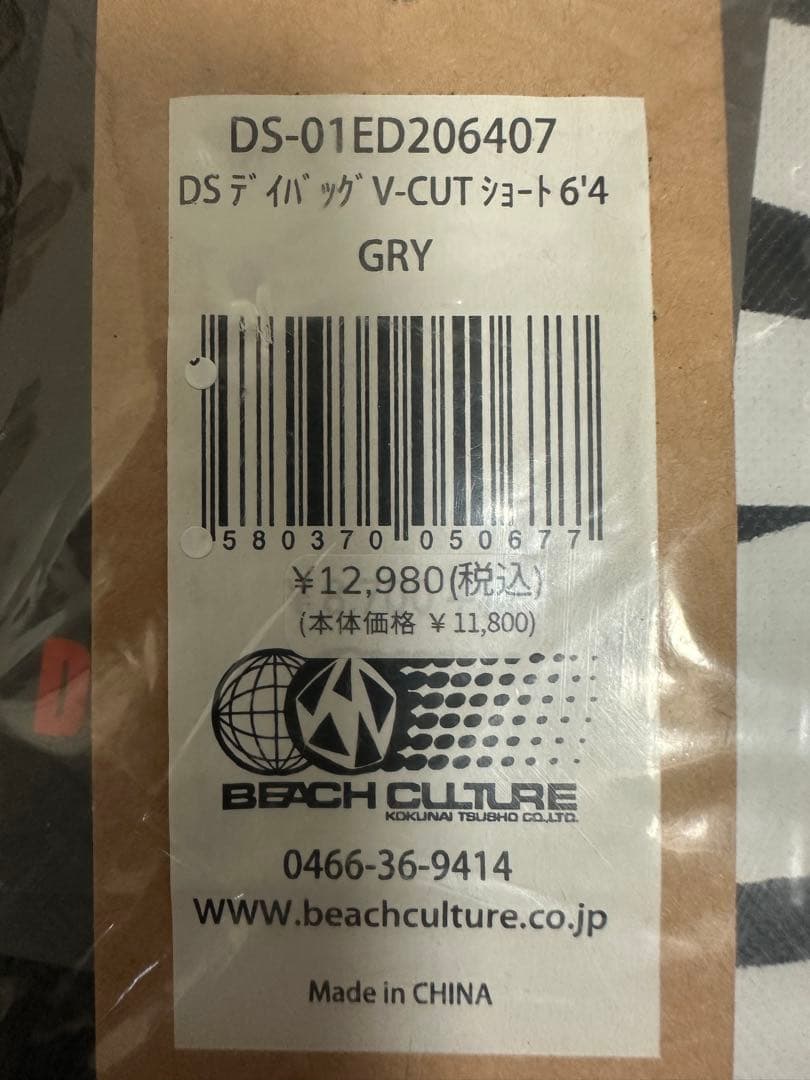 DS-01ED206407
DS ﾃﾞｲﾊﾞｯｸﾞ V-CUT ｼｮｰﾄ 6'4
GRY
580370 050677
¥12,980(税込)
(本体価格 ¥ 11,800)
BEACH CULTURE
KOKUNAI TSUSHO CO.,LTD.
0466-36-9414
WWW.beachculture.co.jp
Made in CHINA